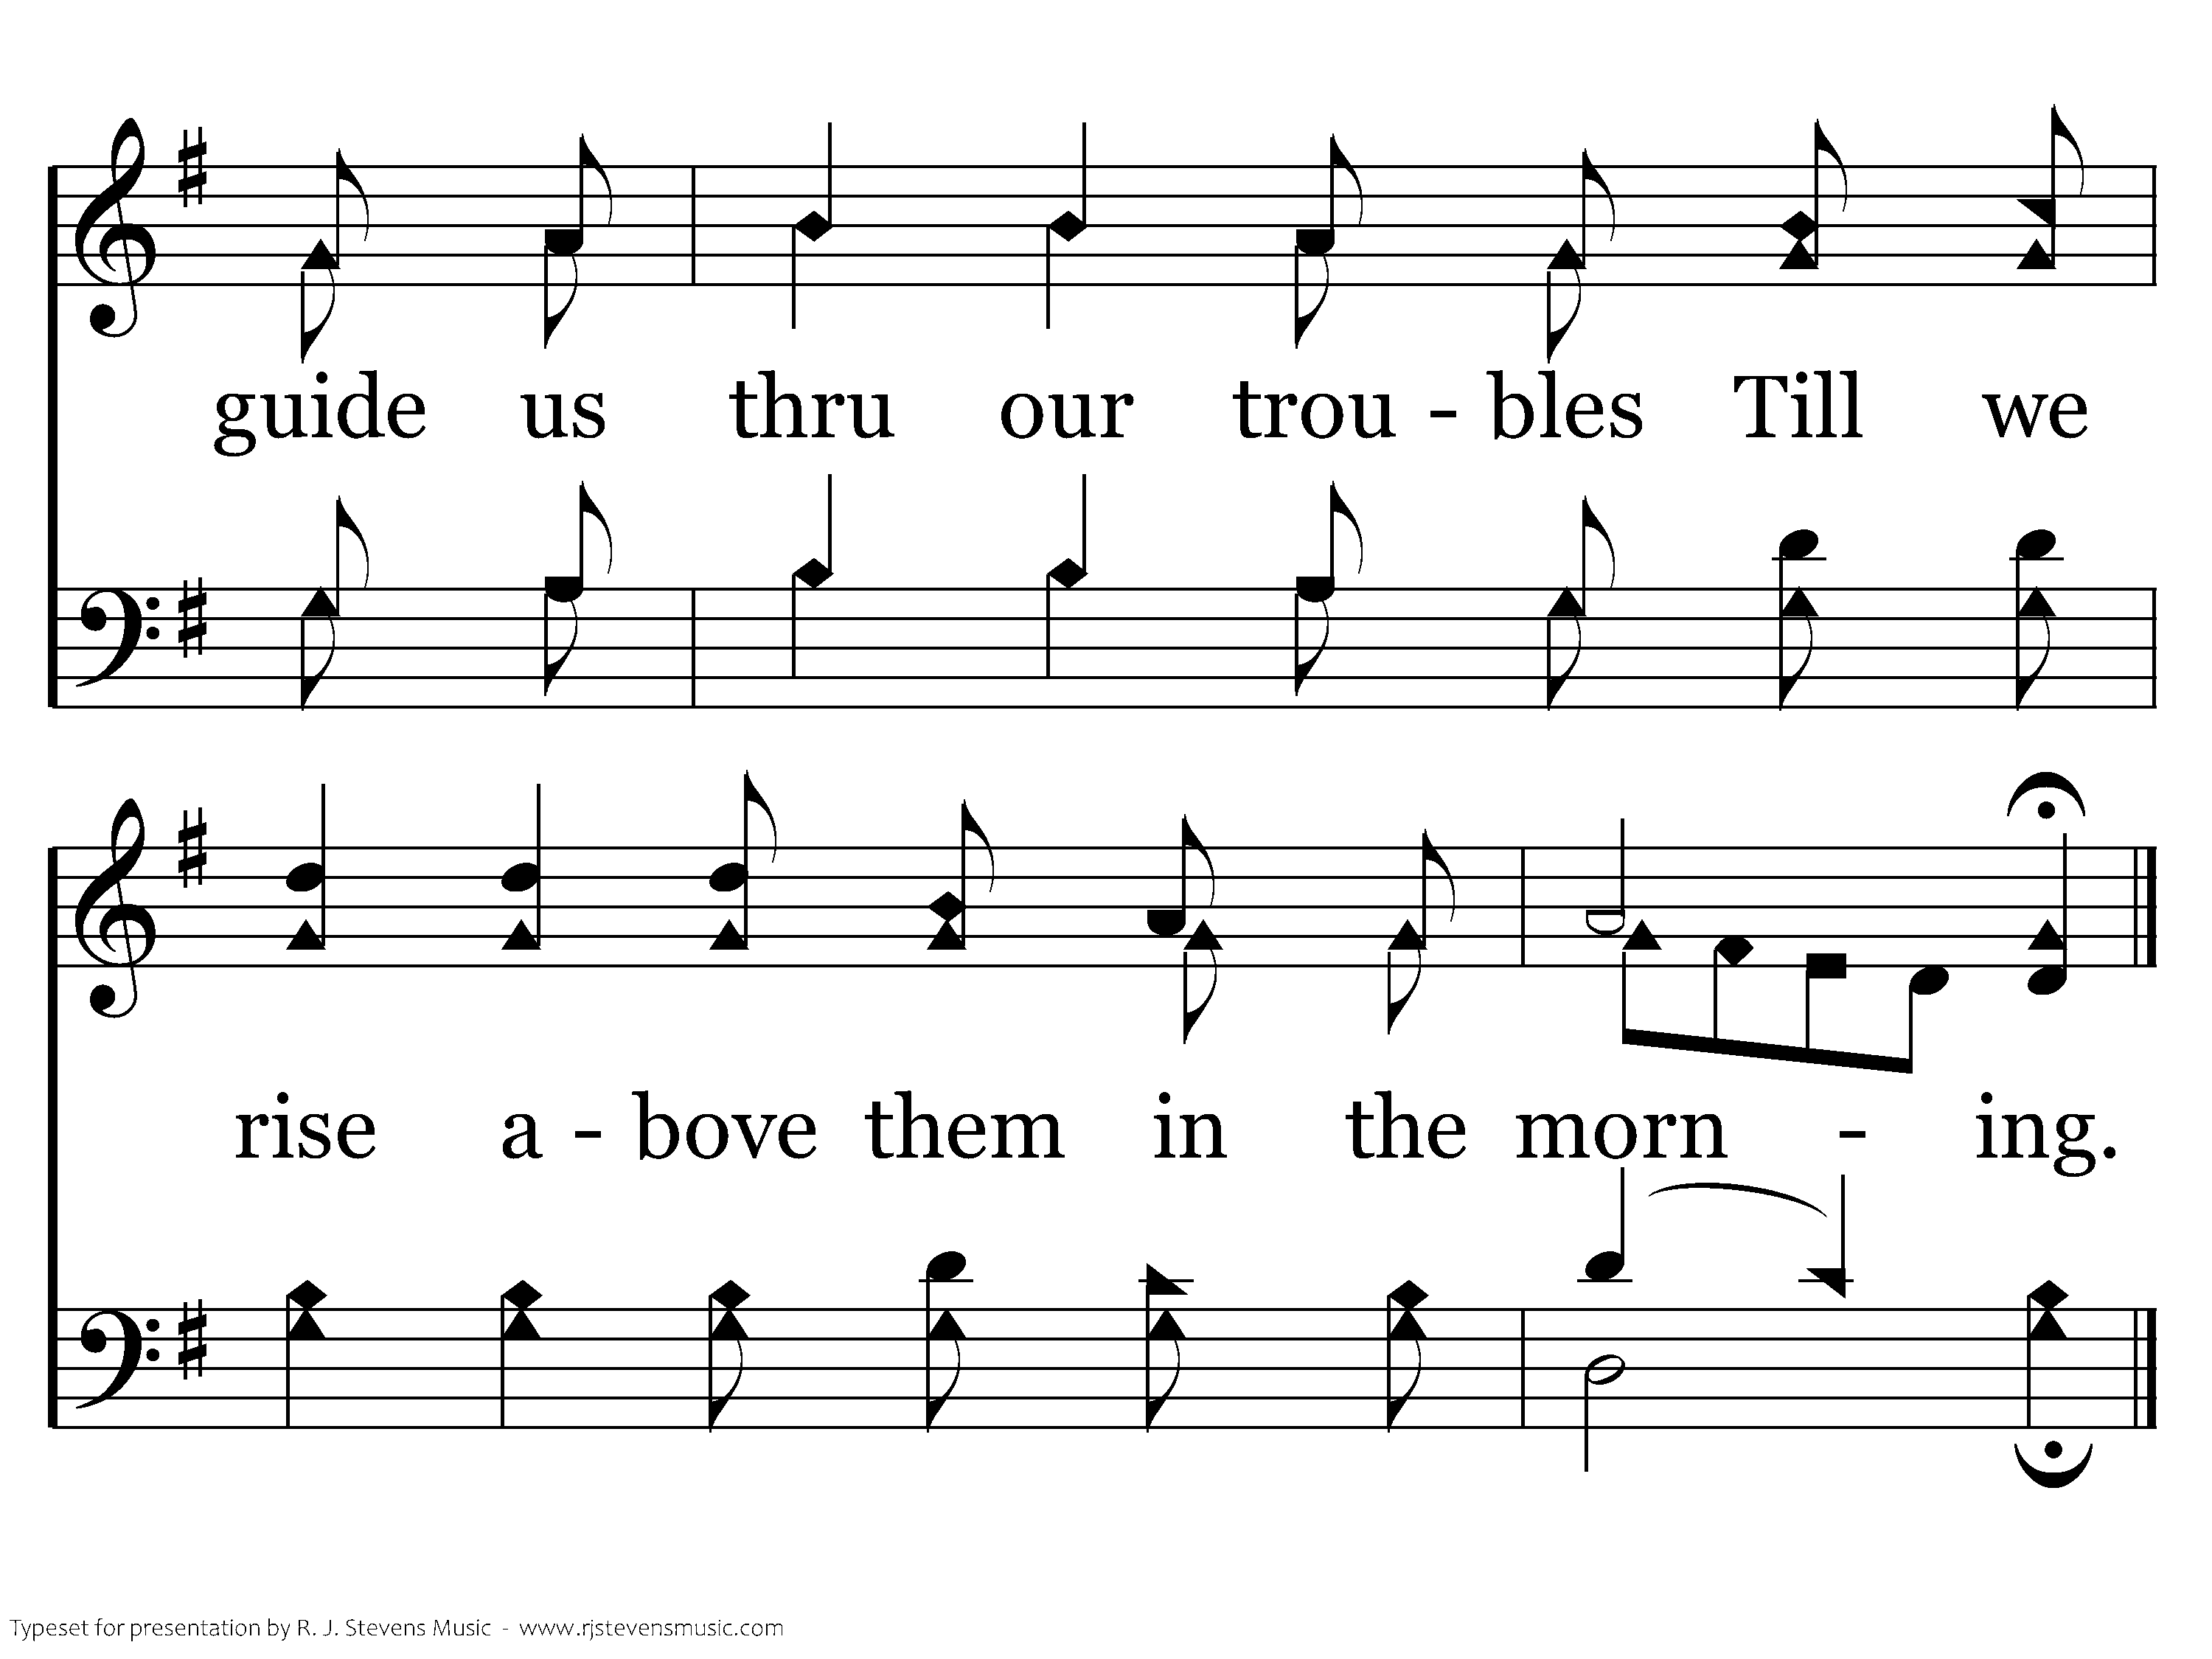 guide us thru our trou - bles Till we
rise a - bove them in the morn - ing.
Typeset for presentation by R. J. Stevens Music - www.rjstevensmusic.com